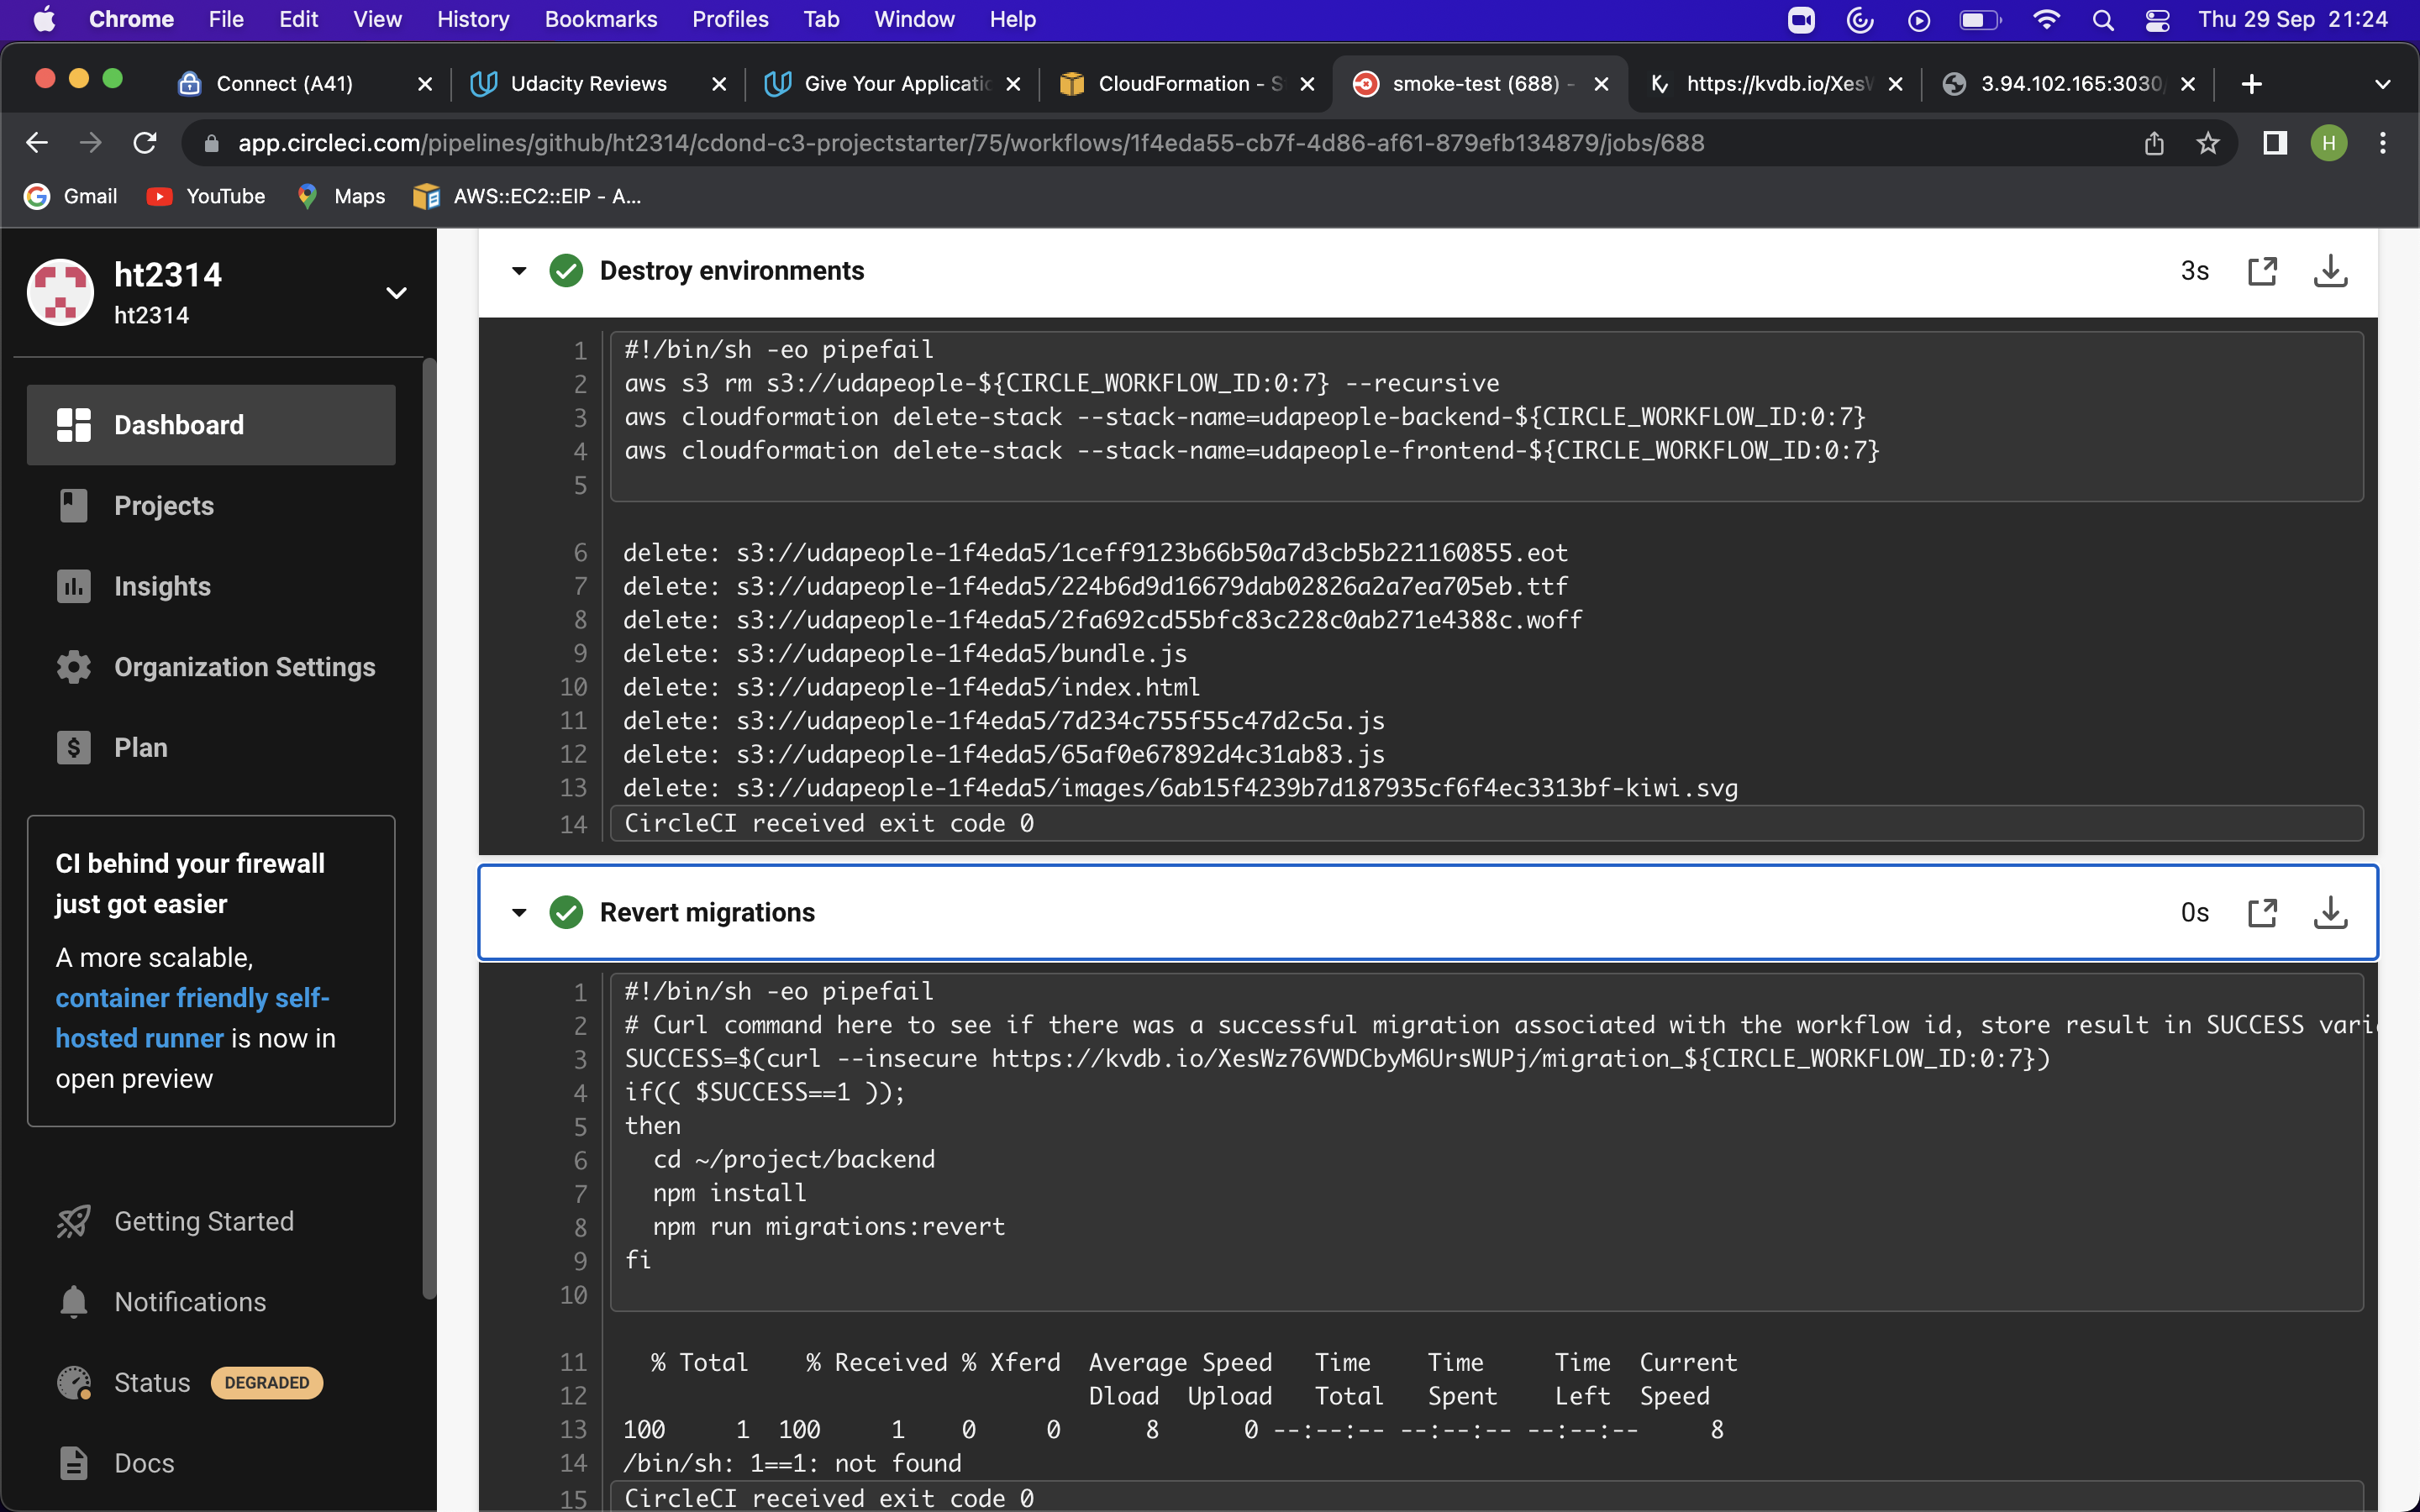 Chrome File Edit View History Bookmarks Profiles Tab Window Help Thu 29 Sep 21:24
Connect (A41) Udacity Reviews Give Your Applicatic CloudFormation - S smoke-test (688) - https://kvdb.io/XesW 3.94.102.165:3030/
app.circleci.com/pipelines/github/ht2314/cdond-c3-projectstarter/75/workflows/1f4eda55-cb7f-4d86-af61-879efb134879/jobs/688 H
Gmail YouTube Maps AWS::EC2::EIP - A...
ht2314
ht2314
Dashboard
Projects
Insights
Organization Settings
Plan
CI behind your firewall
just got easier
A more scalable,
container friendly self-
hosted runner is now in
open preview
Getting Started
Notifications
Status DEGRADED
Docs
Destroy environments 3s
1 #!/bin/sh -eo pipefail
2 aws s3 rm s3://udapeople-${CIRCLE_WORKFLOW_ID:0:7} --recursive
3 aws cloudformation delete-stack --stack-name=udapeople-backend-${CIRCLE_WORKFLOW_ID:0:7}
4 aws cloudformation delete-stack --stack-name=udapeople-frontend-${CIRCLE_WORKFLOW_ID:0:7}
5
6 delete: s3://udapeople-1f4eda5/1ceff9123b66b50a7d3cb5b221160855.eot
7 delete: s3://udapeople-1f4eda5/224b6d9d16679dab02826a2a7ea705eb.ttf
8 delete: s3://udapeople-1f4eda5/2fa692cd55bfc83c228c0ab271e4388c.woff
9 delete: s3://udapeople-1f4eda5/bundle.js
10 delete: s3://udapeople-1f4eda5/index.html
11 delete: s3://udapeople-1f4eda5/7d234c755f55c47d2c5a.js
12 delete: s3://udapeople-1f4eda5/65af0e67892d4c31ab83.js
13 delete: s3://udapeople-1f4eda5/images/6ab15f4239b7d187935cf6f4ec3313bf-kiwi.svg
14 CircleCI received exit code 0
Revert migrations 0s
1 #!/bin/sh -eo pipefail
2 # Curl command here to see if there was a successful migration associated with the workflow id, store result in SUCCESS vari
3 SUCCESS=$(curl --insecure https://kvdb.io/XesWz76VWDCbyM6UrsWUPj/migration_${CIRCLE_WORKFLOW_ID:0:7})
4 if(( $SUCCESS==1 ));
5 then
6 cd ~/project/backend
7 npm install
8 npm run migrations:revert
9 fi
10
11 % Total % Received % Xferd Average Speed Time Time Time Current
12 Dload Upload Total Spent Left Speed
13 100 1 100 1 0 0 8 0 --:--:-- --:--:-- --:--:-- 8
14 /bin/sh: 1==1: not found
15 CircleCI received exit code 0